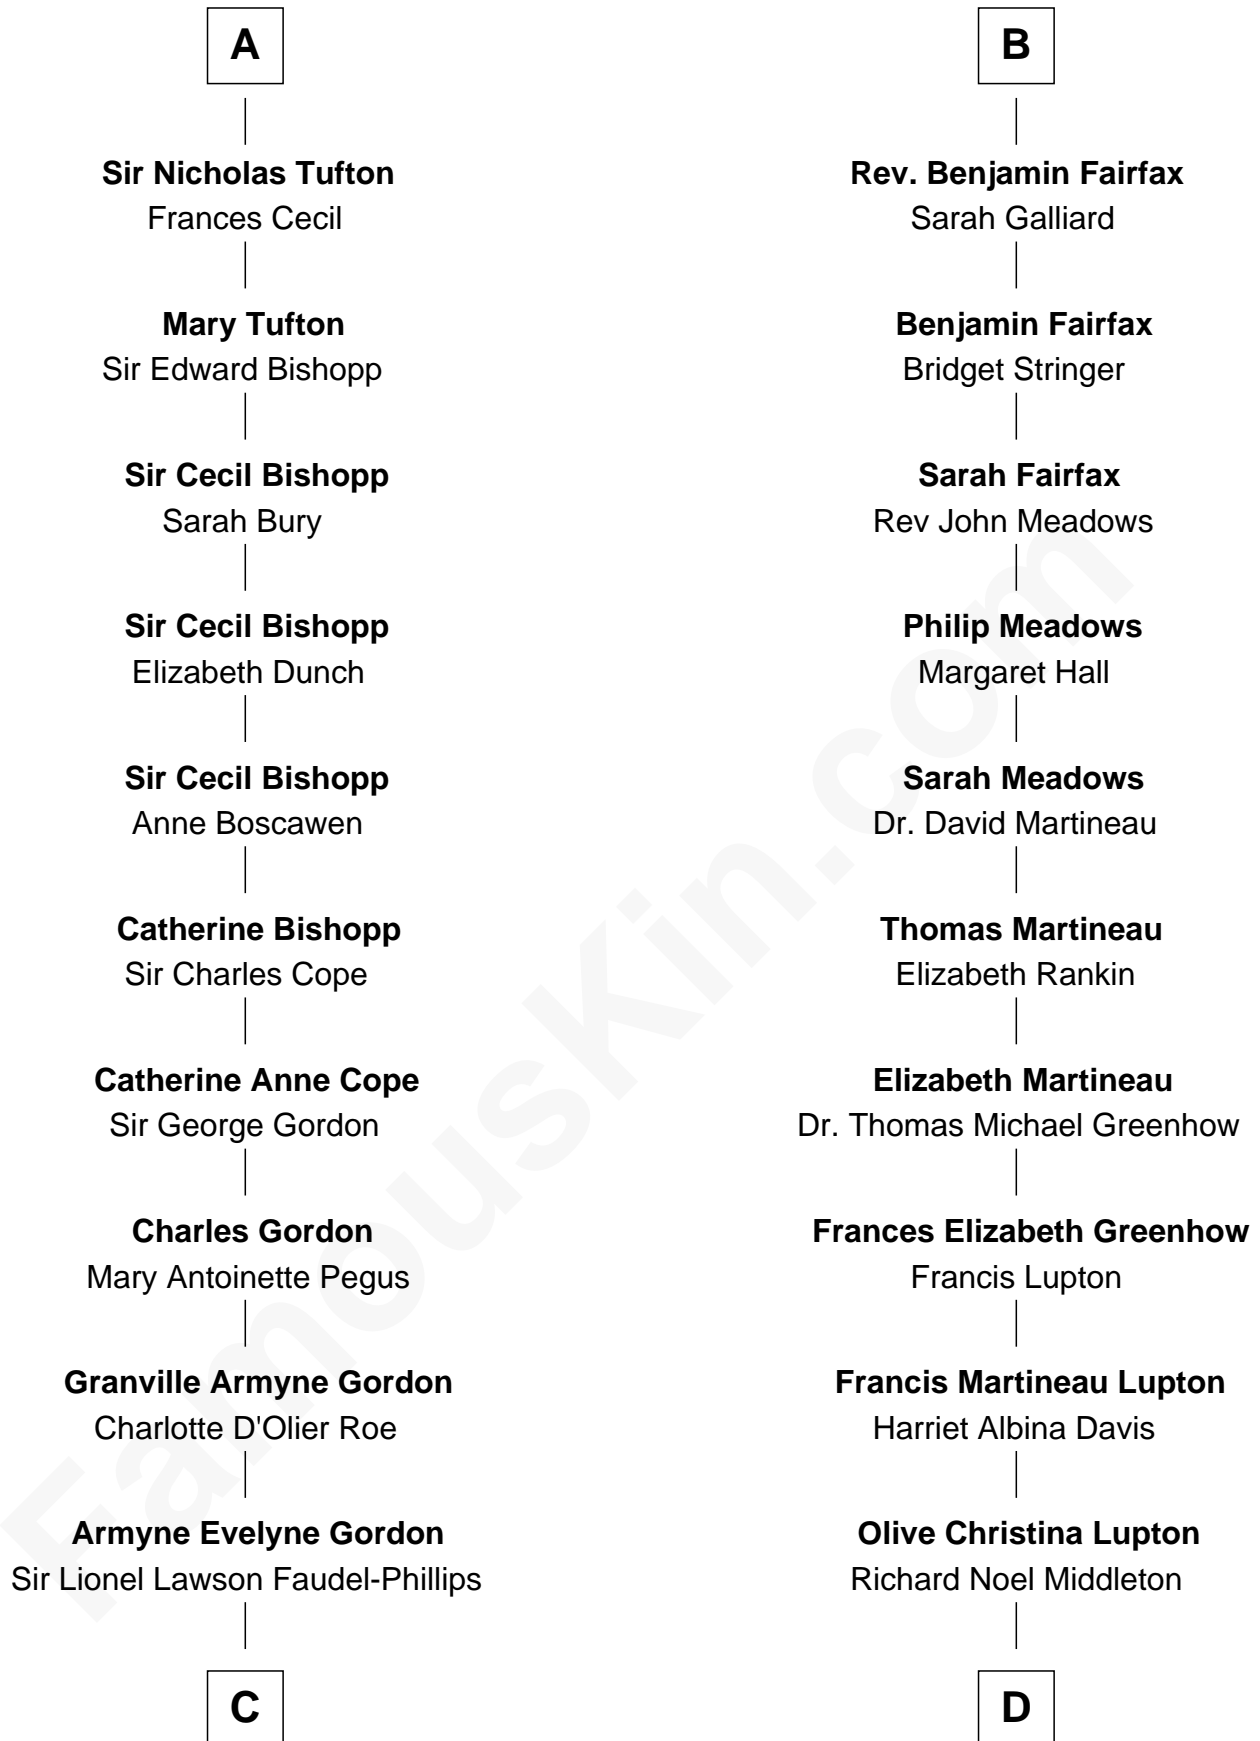 A
Sir Nicholas Tufton
Frances Cecil
Mary Tufton
Sir Edward Bishopp
Sir Cecil Bishopp
Sarah Bury
Sir Cecil Bishopp
Elizabeth Dunch
Sir Cecil Bishopp
Anne Boscawen
Catherine Bishopp
Sir Charles Cope
Catherine Anne Cope
Sir George Gordon
Charles Gordon
Mary Antoinette Pegus
Granville Armyne Gordon
Charlotte D'Olier Roe
Armyne Evelyne Gordon
Sir Lionel Lawson Faudel-Phillips
C
B
Rev. Benjamin Fairfax
Sarah Galliard
Benjamin Fairfax
Bridget Stringer
Sarah Fairfax
Rev John Meadows
Philip Meadows
Margaret Hall
Sarah Meadows
Dr. David Martineau
Thomas Martineau
Elizabeth Rankin
Elizabeth Martineau
Dr. Thomas Michael Greenhow
Frances Elizabeth Greenhow
Francis Lupton
Francis Martineau Lupton
Harriet Albina Davis
Olive Christina Lupton
Richard Noel Middleton
D
FamousKin.com